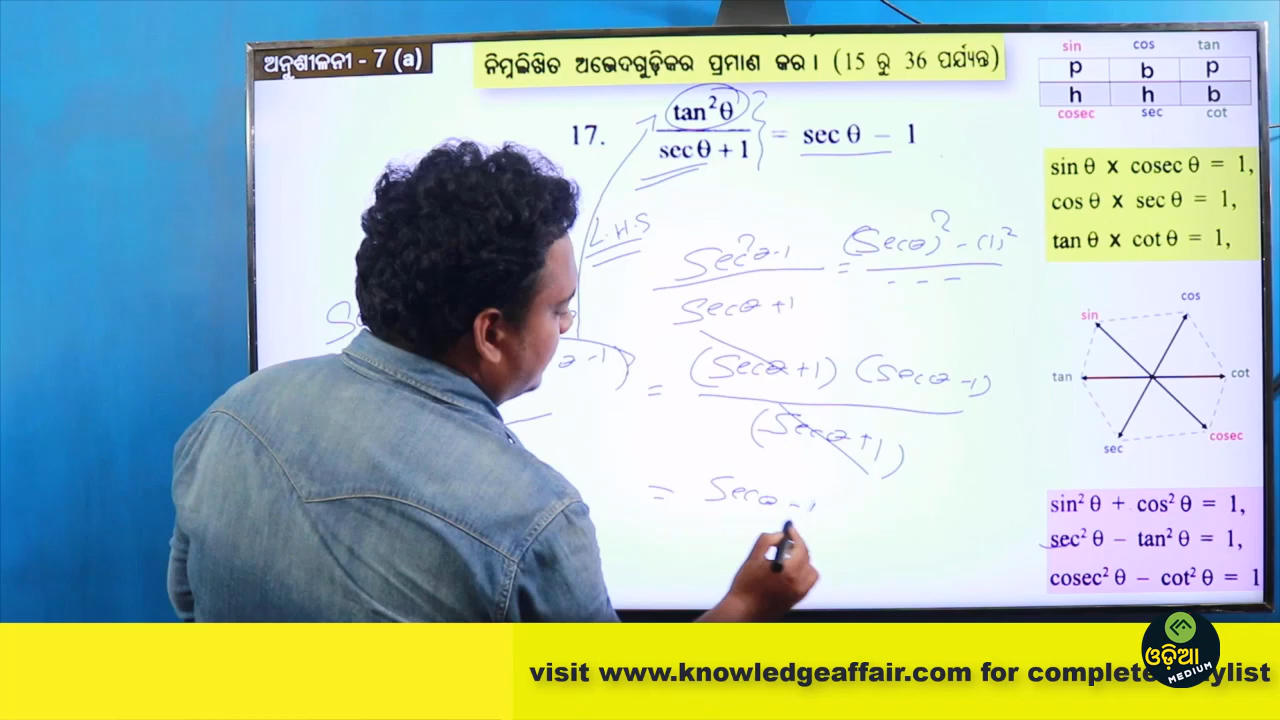 ଅନୁଶୀଳନୀ - 7 (a)
ନିମ୍ନଲିଖିତ ଅଭେଦଗୁଡ଼ିକର ପ୍ରମାଣ କର । (15 ରୁ 36 ପର୍ଯ୍ୟନ୍ତ)
17. tan²θ / secθ + 1 = sec θ − 1
L.H.S
sec²θ-1 / secθ+1 = (secθ)² - (1)² / - - -
θ-1)
= (secθ+1) (secθ-1) / (secθ+1)
= secθ-1
sin cos tan
p b p
h h b
cosec sec cot
sin θ x cosec θ = 1,
cos θ x sec θ = 1,
tan θ x cot θ = 1,
cos
sin
tan
cot
sec
cosec
sin² θ + cos² θ = 1,
sec² θ − tan² θ = 1,
cosec² θ − cot² θ = 1
visit www.knowledgeaffair.com for complete
ଓଡ଼ିଆ
MEDIUM